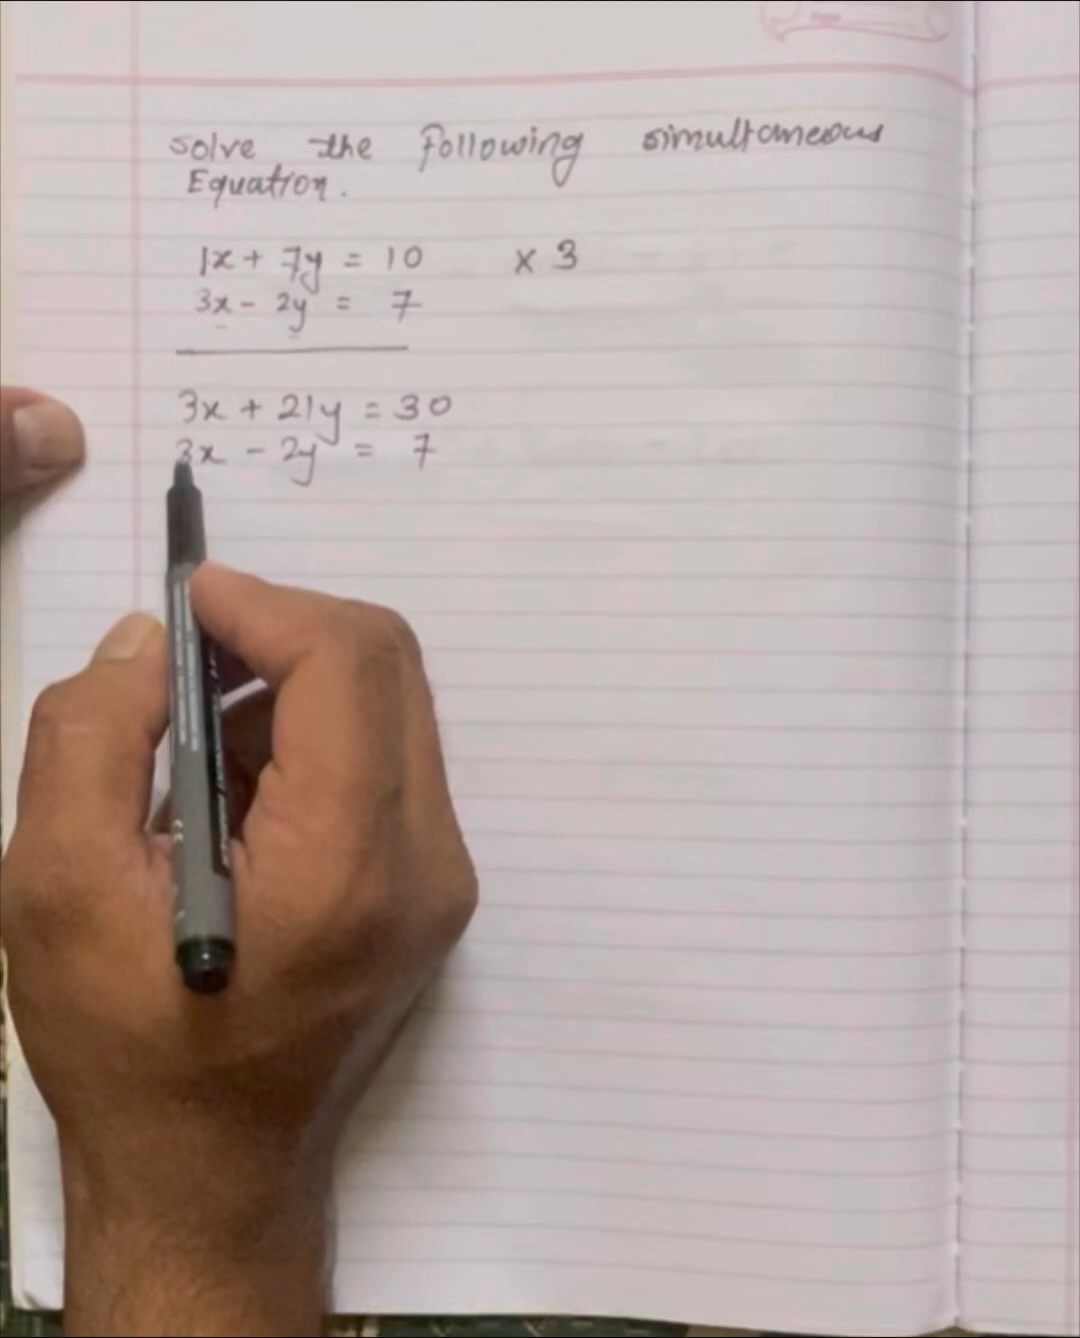 solve the Following simultaneous
Equation.
1x + 7y = 10 × 3
3x - 2y = 7
3x + 21y = 30
3x - 2y = 7